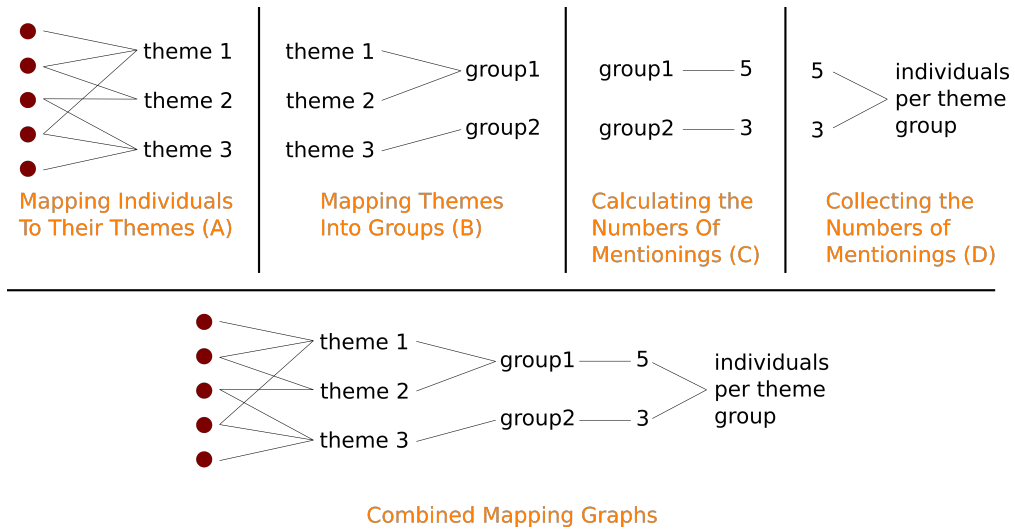 theme 1
theme 2
theme 3
Mapping Individuals
To Their Themes (A)
theme 1
theme 2
theme 3
group1
group2
Mapping Themes
Into Groups (B)
group1 5
group2 3
Calculating the
Numbers Of
Mentionings (C)
5
3
individuals
per theme
group
Collecting the
Numbers of
Mentionings (D)
theme 1
theme 2
theme 3
group1 5
group2 3
individuals
per theme
group
Combined Mapping Graphs